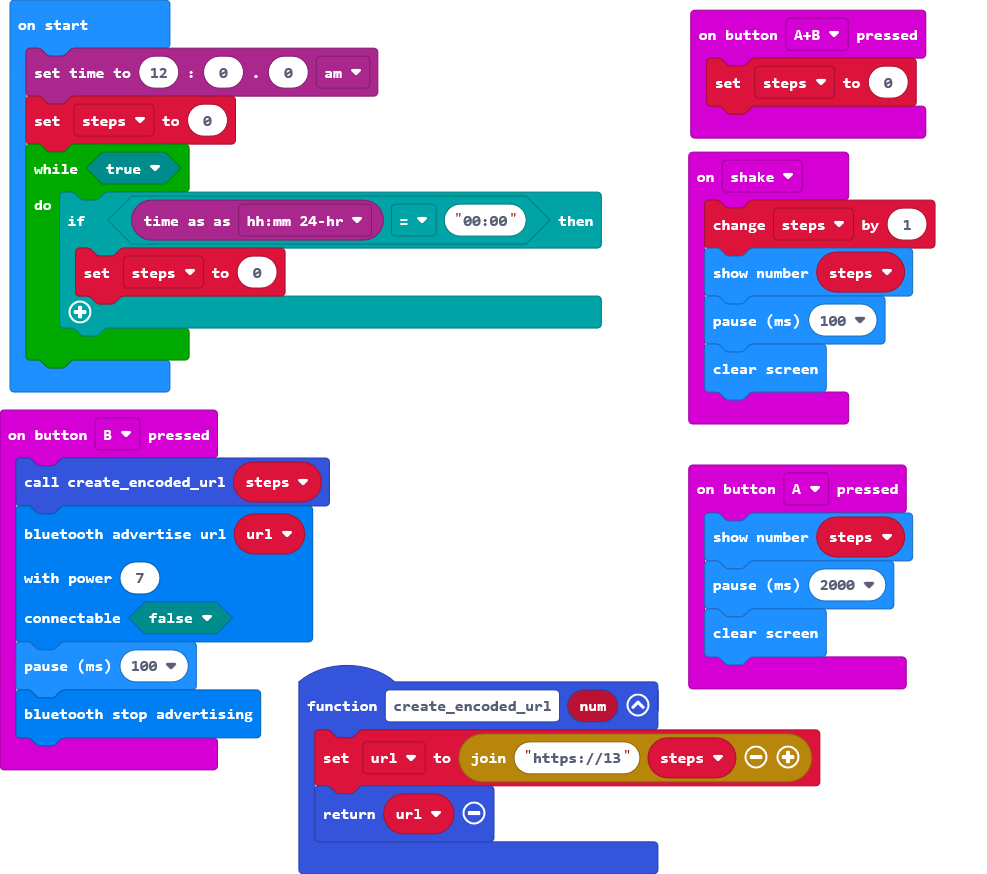 on start
set time to 12 : 0 . 0 am
set steps to 0
while true
do
if time as as hh:mm 24-hr = "00:00" then
set steps to 0
on button B pressed
call create_encoded_url steps
bluetooth advertise url url
with power 7
connectable false
pause (ms) 100
bluetooth stop advertising
function create_encoded_url num
set url to join "https://13" steps
return url
on button A+B pressed
set steps to 0
on shake
change steps by 1
show number steps
pause (ms) 100
clear screen
on button A pressed
show number steps
pause (ms) 2000
clear screen